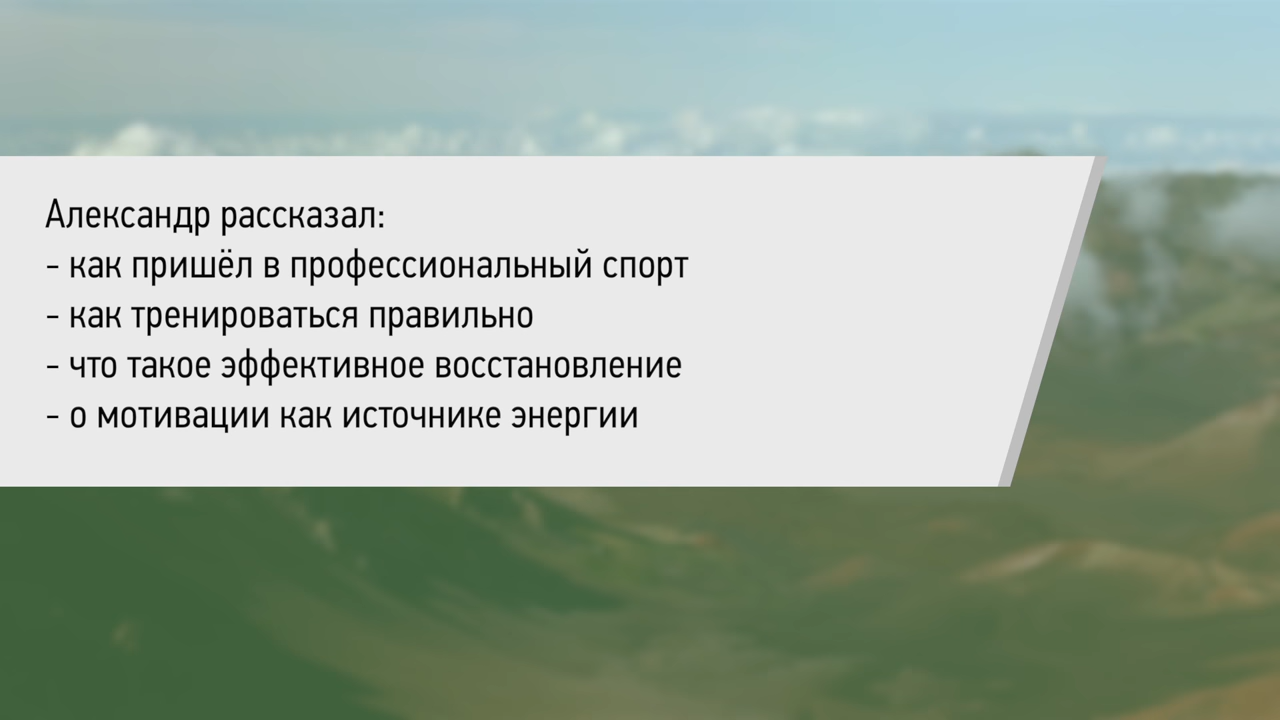 Александр рассказал:
- как пришёл в профессиональный спорт
- как тренироваться правильно
- что такое эффективное восстановление
- о мотивации как источнике энергии